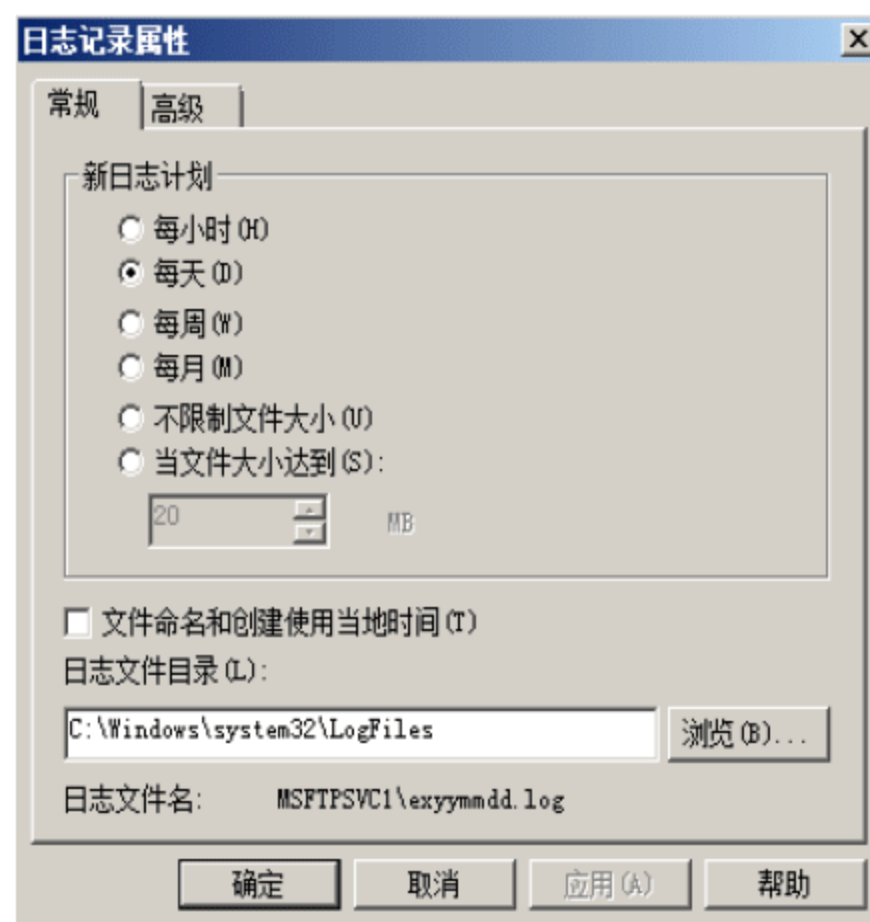 日志记录属性
常规 高级
新日志计划
每小时(H)
每天(D)
每周(W)
每月(M)
不限制文件大小(U)
当文件大小达到(S):
20 MB
文件命名和创建使用当地时间(T)
日志文件目录(L):
C:\Windows\system32\LogFiles 浏览(B)...
日志文件名: MSFTPSVC1\exyymmdd.log
确定 取消 应用(A) 帮助